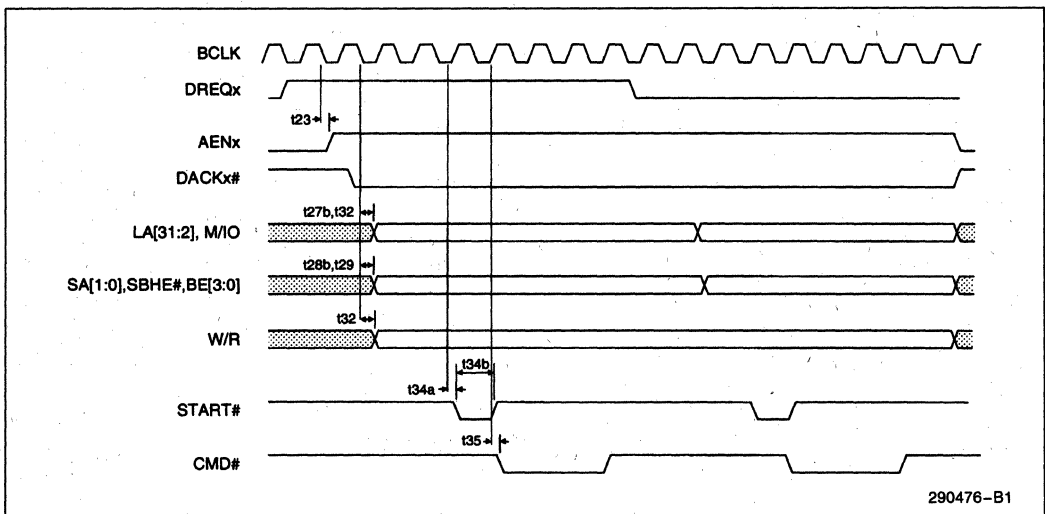 BCLK
DREQx
t23
AENx
DACKx#
t27b,t32
LA[31:2], M/IO
t28b,t29
SA[1:0],SBHE#,BE[3:0]
t32
W/R
t34b
t34a
START#
t35
CMD#
290476–B1